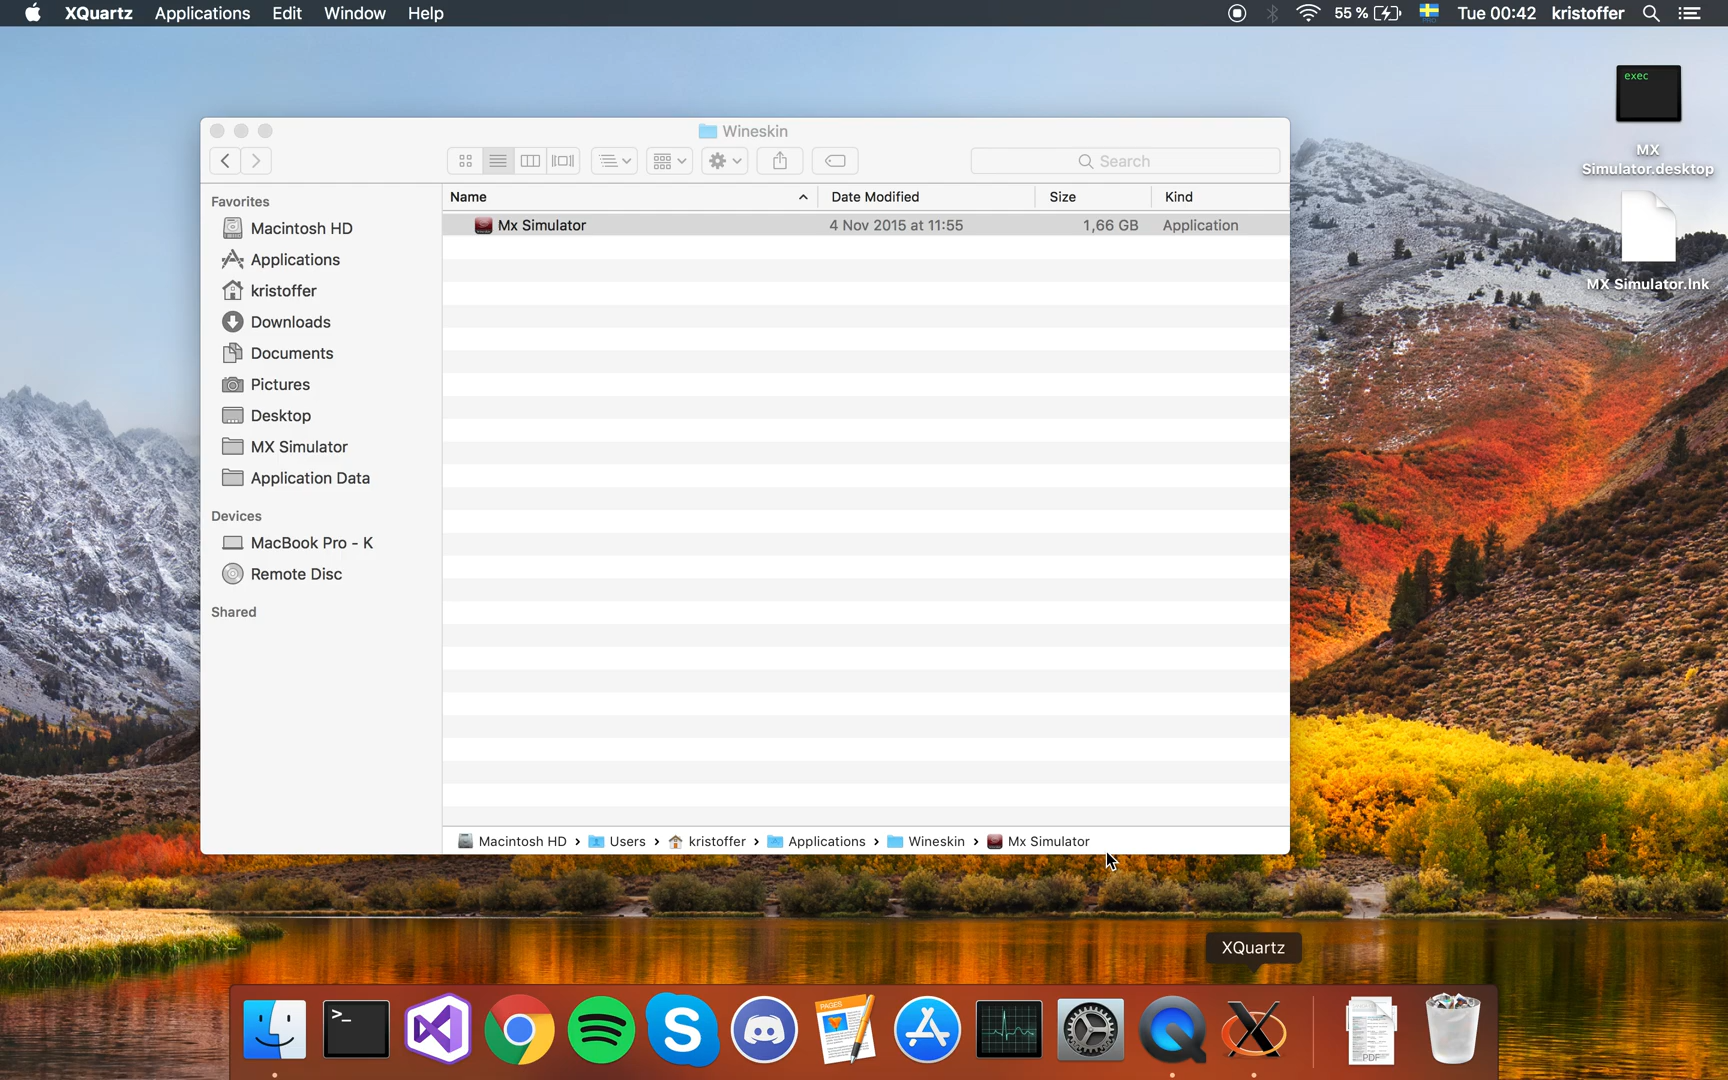 XQuartz Applications Edit Window Help
55 % Tue 00:42 kristoffer
exec
MX
Simulator.desktop
MX Simulator.lnk
Wineskin
Search
Favorites
Macintosh HD
Applications
kristoffer
Downloads
Documents
Pictures
Desktop
MX Simulator
Application Data
Devices
MacBook Pro - K
Remote Disc
Shared
Name Date Modified Size Kind
Mx Simulator 4 Nov 2015 at 11:55 1,66 GB Application
Macintosh HD › Users › kristoffer › Applications › Wineskin › Mx Simulator
XQuartz
>_
PAGES
PDF